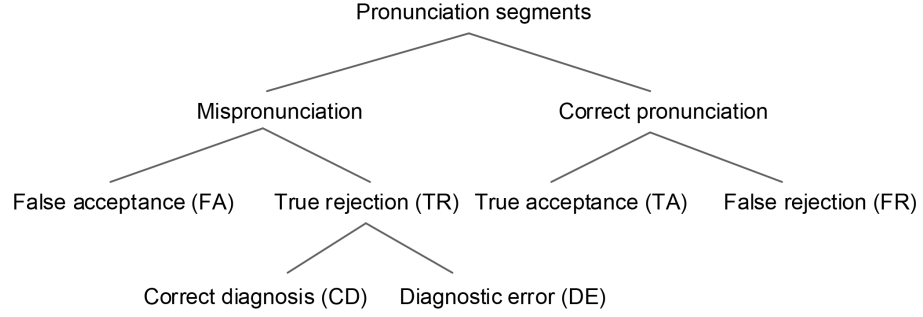 Pronunciation segments
Mispronunciation
Correct pronunciation
False acceptance (FA)
True rejection (TR)
True acceptance (TA)
False rejection (FR)
Correct diagnosis (CD)
Diagnostic error (DE)